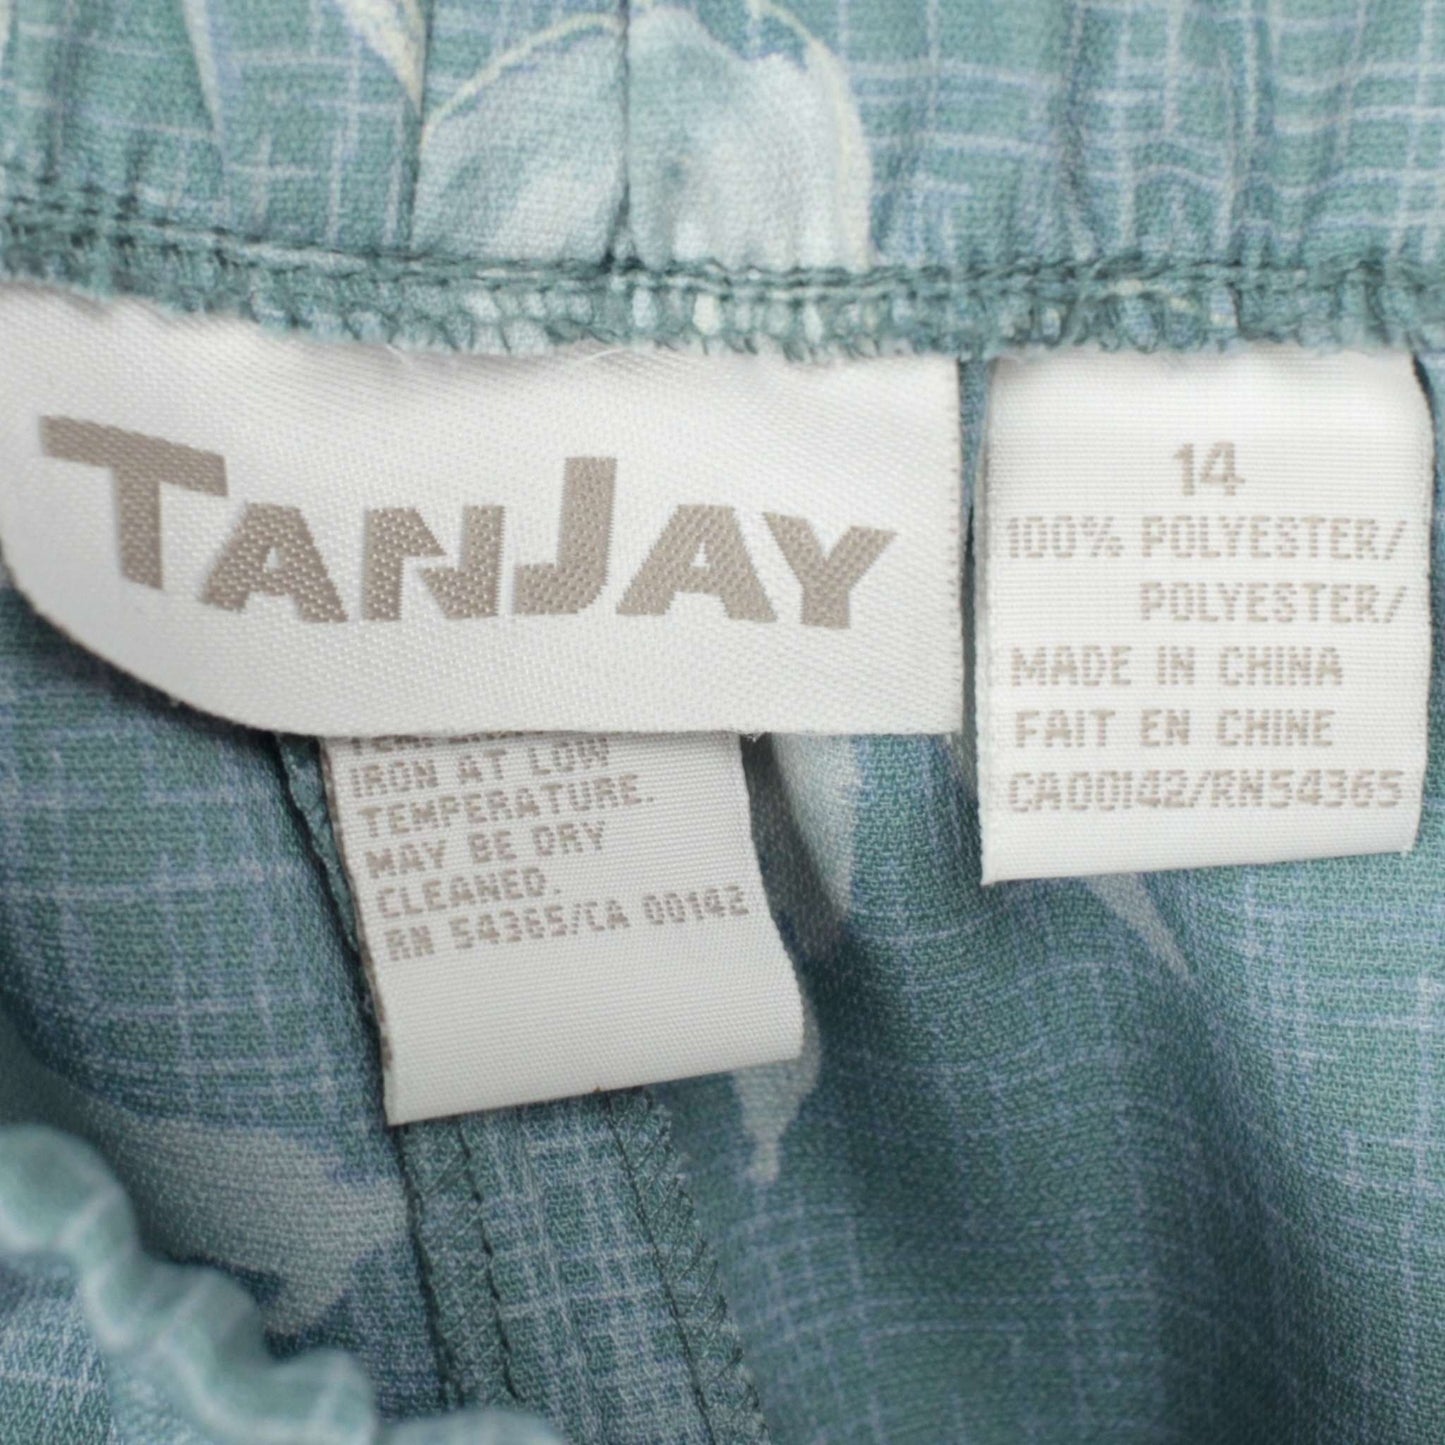 TANJAY
14
100% POLYESTER/
POLYESTER/
MADE IN CHINA
FAIT EN CHINE
CA00142/RN54365
IRON AT LOW
TEMPERATURE.
MAY BE DRY
CLEANED.
RN 54365/CA 00142